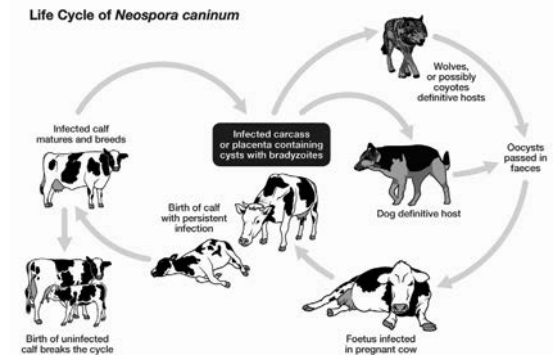 Life Cycle of Neospora caninum
Wolves,
or possibly
coyotes
definitive hosts
Infected calf
matures and breeds
Infected carcass
or placenta containing
cysts with bradyzoites
Oocysts
passed in
faeces
Dog definitive host
Birth of calf
with persistent
infection
Birth of uninfected
calf breaks the cycle
Foetus infected
in pregnant cow